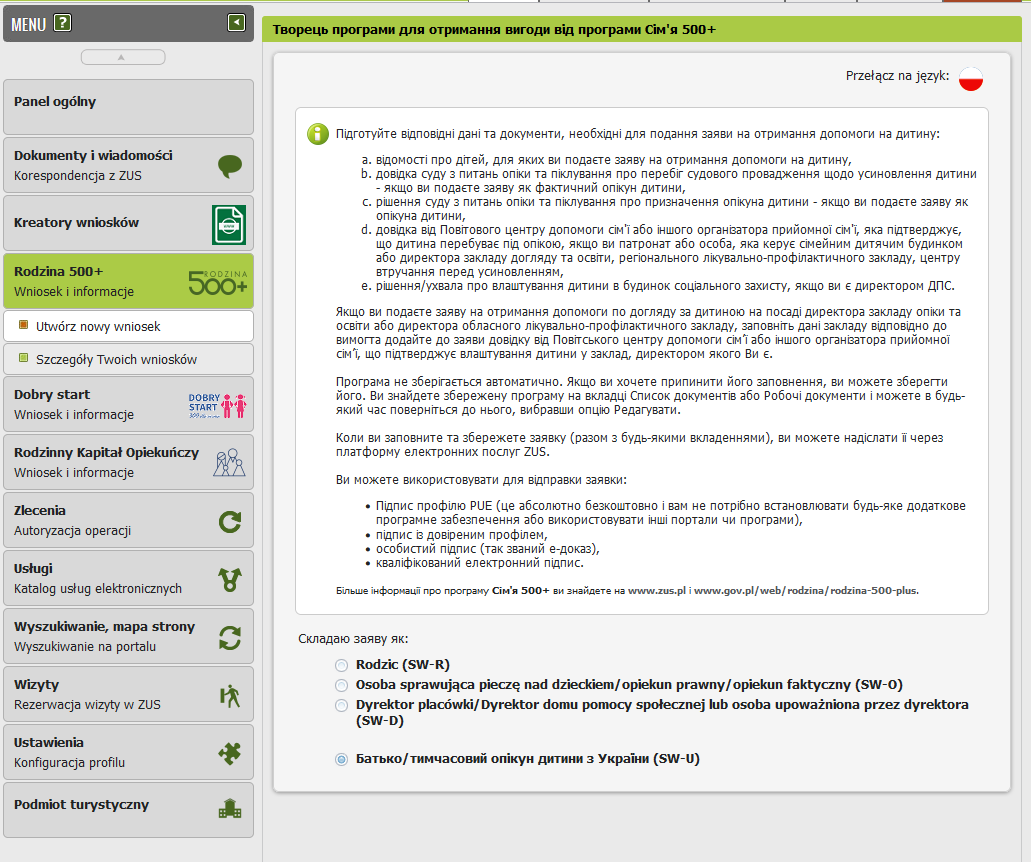 MENU ?
Panel ogólny
Dokumenty i wiadomości
Korespondencja z ZUS
Kreatory wniosków
WWW
Rodzina 500+
Wniosek i informacje
RODZINA
500+
Utwórz nowy wniosek
Szczegóły Twoich wniosków
Dobry start
Wniosek i informacje
DOBRY
START
Rodzinny Kapitał Opiekuńczy
Wniosek i informacje
Zlecenia
Autoryzacja operacji
Usługi
Katalog usług elektronicznych
Wyszukiwanie, mapa strony
Wyszukiwanie na portalu
Wizyty
Rezerwacja wizyty w ZUS
Ustawienia
Konfiguracja profilu
Podmiot turystyczny
Творець програми для отримання вигоди від програми Сім'я 500+
Przełącz na język:
Підготуйте відповідні дані та документи, необхідні для подання заяви на отримання допомоги на дитину:
a. відомості про дітей, для яких ви подаєте заяву на отримання допомоги на дитину,
b. довідка суду з питань опіки та піклування про перебіг судового провадження щодо усиновлення дитини
- якщо ви подаєте заяву як фактичний опікун дитини,
c. рішення суду з питань опіки та піклування про призначення опікуна дитини - якщо ви подаєте заяву як
опікуна дитини,
d. довідка від Повітового центру допомоги сім'ї або іншого організатора прийомної сім'ї, яка підтверджує,
що дитина перебуває під опікою, якщо ви патронат або особа, яка керує сімейним дитячим будинком
або директора закладу догляду та освіти, регіонального лікувально-профілактичного закладу, центру
втручання перед усиновленням,
e. рішення/ухвала про влаштування дитини в будинок соціального захисту, якщо ви є директором ДПС.
Якщо ви подаєте заяву на отримання допомоги по догляду за дитиною на посаді директора закладу опіки та
освіти або директора обласного лікувально-профілактичного закладу, заповніть дані закладу відповідно до
вимогта додайте до заяви довідку від Повітського центру допомоги сім'ї або іншого організатора прийомної
сім'ї, що підтверджує влаштування дитини у заклад, директором якого Ви є.
Програма не зберігається автоматично. Якщо ви хочете припинити його заповнення, ви можете зберегти
його. Ви знайдете збережену програму на вкладці Список документів або Робочі документи і можете в будь-
який час поверніться до нього, вибравши опцію Редагувати.
Коли ви заповните та збережете заявку (разом з будь-якими вкладеннями), ви можете надіслати її через
платформу електронних послуг ZUS.
Ви можете використовувати для відправки заявки:
• Підпис профілю PUE (це абсолютно безкоштовно і вам не потрібно встановлювати будь-яке додаткове
програмне забезпечення або використовувати інші портали чи програми),
• підпис із довіреним профілем,
• особистий підпис (так званий е-доказ),
• кваліфікований електронний підпис.
Більше інформації про програму Сім'я 500+ ви знайдете на www.zus.pl і www.gov.pl/web/rodzina/rodzina-500-plus.
Складаю заяву як:
Rodzic (SW-R)
Osoba sprawująca pieczę nad dzieckiem/opiekun prawny/opiekun faktyczny (SW-O)
Dyrektor placówki/Dyrektor domu pomocy społecznej lub osoba upoważniona przez dyrektora
(SW-D)
Батько/тимчасовий опікун дитини з України (SW-U)